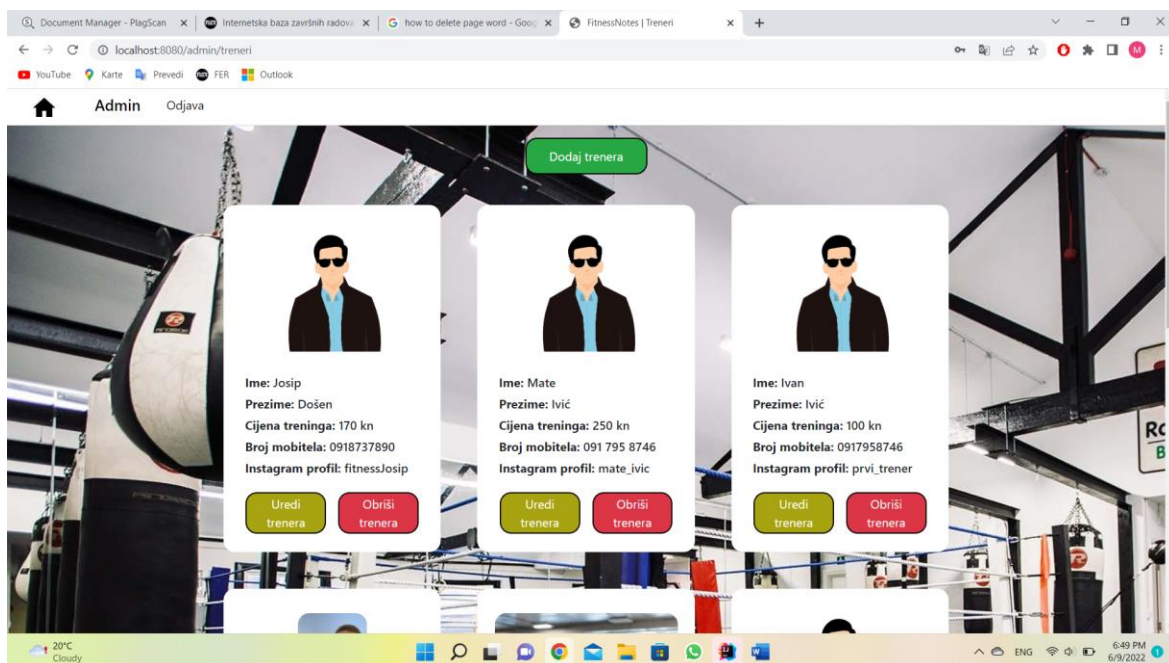 Document Manager - PlagScan
Internetska baza završnih radova
how to delete page word - Goog
FitnessNotes | Treneri
localhost:8080/admin/treneri
YouTube Karte Prevedi FER Outlook
Admin Odjava
Dodaj trenera
Ime: Josip
Prezime: Došen
Cijena treninga: 170 kn
Broj mobitela: 0918737890
Instagram profil: fitnessJosip
Uredi
trenera
Obriši
trenera
Ime: Mate
Prezime: Ivić
Cijena treninga: 250 kn
Broj mobitela: 091 795 8746
Instagram profil: mate_ivic
Uredi
trenera
Obriši
trenera
Ime: Ivan
Prezime: Ivić
Cijena treninga: 100 kn
Broj mobitela: 0917958746
Instagram profil: prvi_trener
Uredi
trenera
Obriši
trenera
20°C
Cloudy
ENG
6:49 PM
6/9/2022